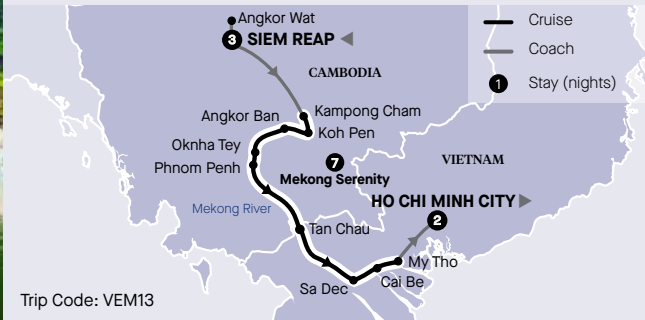 Angkor Wat
3 SIEM REAP
CAMBODIA
Cruise
Coach
1 Stay (nights)
Kampong Cham
Angkor Ban
Koh Pen
Oknha Tey
Phnom Penh
7
Mekong Serenity
VIETNAM
Mekong River
HO CHI MINH CITY
2
Tan Chau
My Tho
Cai Be
Sa Dec
Trip Code: VEM13